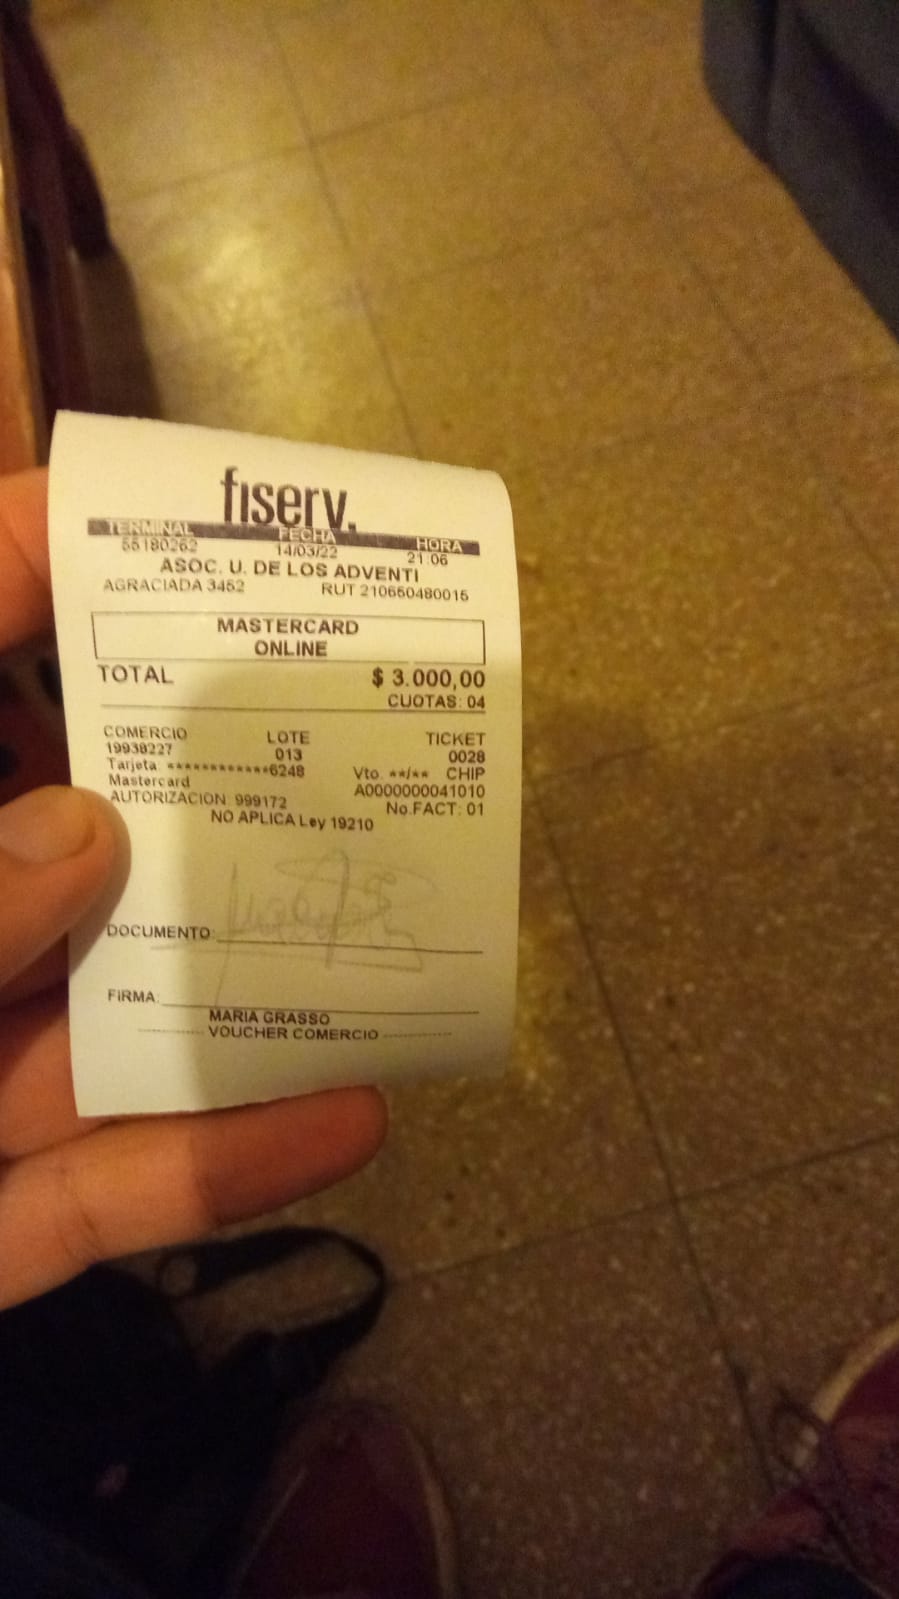 fiserv.
TERMINAL FECHA HORA
55180262 14/03/22 21:06
ASOC. U. DE LOS ADVENTI
AGRACIADA 3452 RUT 210650480015
MASTERCARD
ONLINE
TOTAL $ 3.000,00
CUOTAS: 04
COMERCIO LOTE TICKET
19938227 013 0028
Tarjeta: ************6248 Vto. **/** CHIP
Mastercard A0000000041010
AUTORIZACION: 999172 No.FACT: 01
NO APLICA Ley 19210
DOCUMENTO:
FIRMA:
MARIA GRASSO
VOUCHER COMERCIO